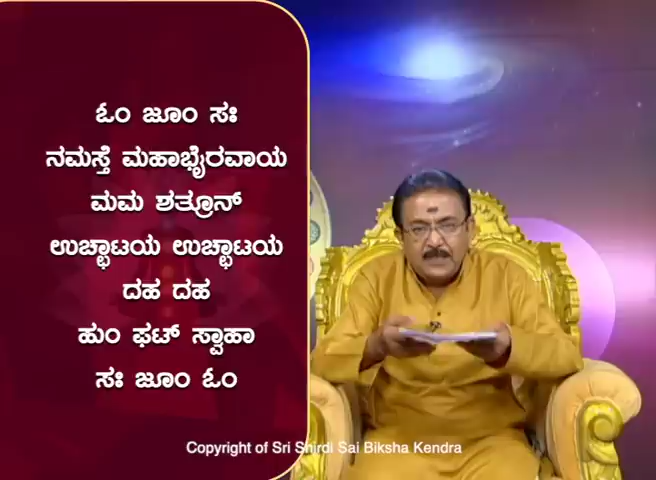 ಓಂ ಜೂಂ ಸಃ
ನಮಸ್ತೆ ಮಹಾಭೈರವಾಯ
ಮಮ ಶತ್ರೂನ್
ಉಚ್ಛಾಟಯ ಉಚ್ಛಾಟಯ
ದಹ ದಹ
ಹುಂ ಫಟ್ ಸ್ವಾಹಾ
ಸಃ ಜೂಂ ಓಂ
Copyright of Sri Shirdi Sai Biksha Kendra